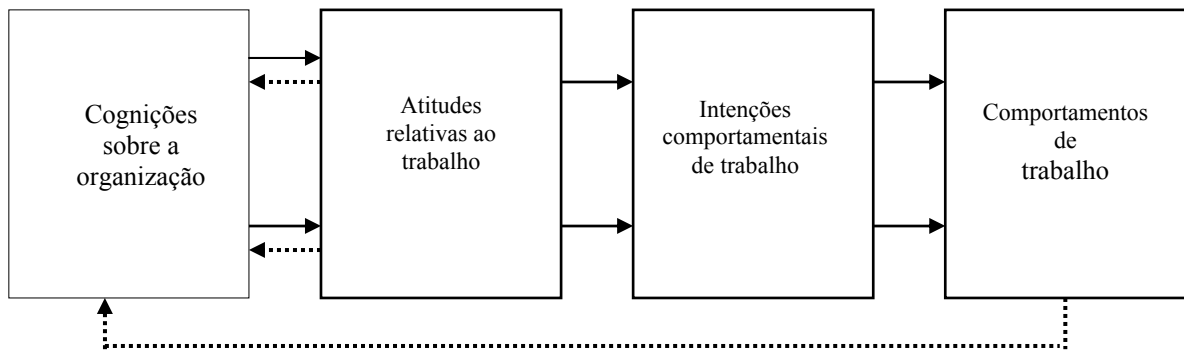 Cognições
sobre a
organização
Atitudes
relativas ao
trabalho
Intenções
comportamentais
de trabalho
Comportamentos
de
trabalho